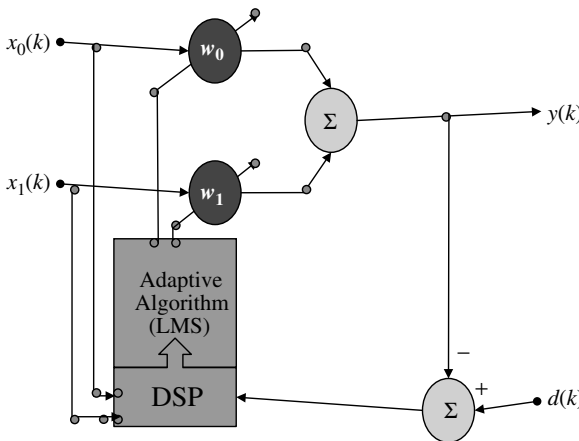 x0(k)
w0
Σ
y(k)
x1(k)
w1
Adaptive
Algorithm
(LMS)
DSP
−
+
Σ
d(k)